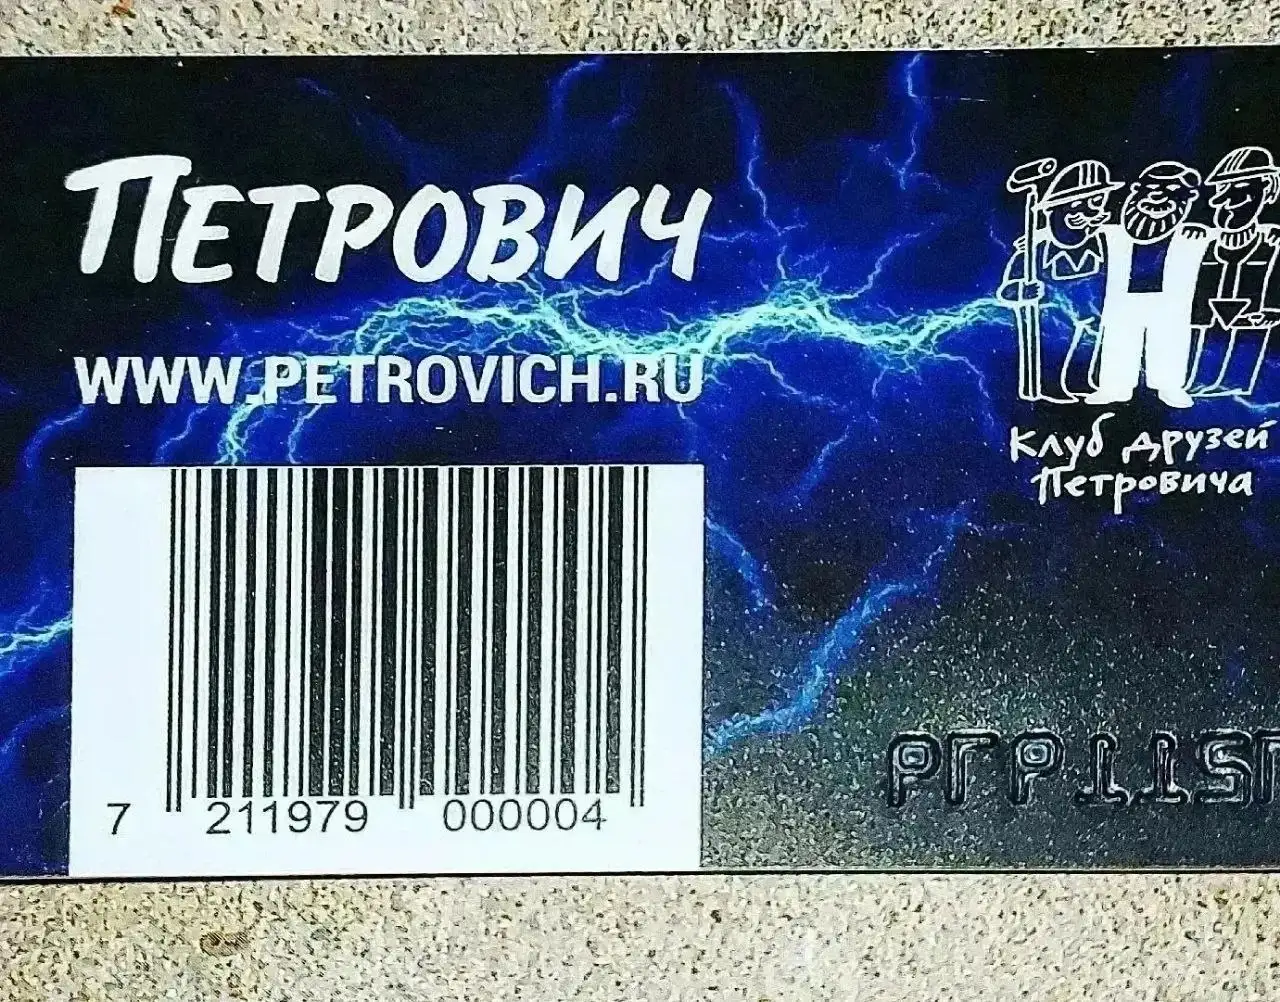 ПЕТРОВИЧ
WWW.PETROVICH.RU
Клуб друзей
Петровича
7 211979 000004